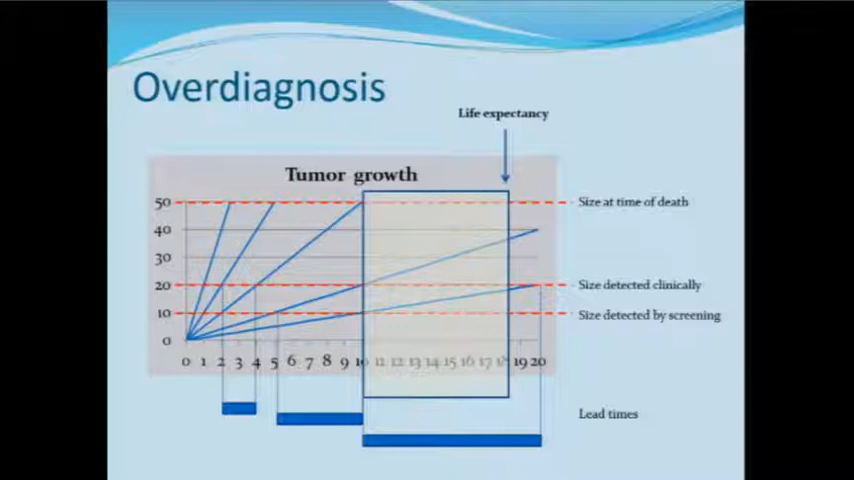 Overdiagnosis
Life expectancy
Tumor growth
50
40
30
20
10
0
0 1 2 3 4 5 6 7 8 9 10 11 12 13 14 15 16 17 18 19 20
Size at time of death
Size detected clinically
Size detected by screening
Lead times